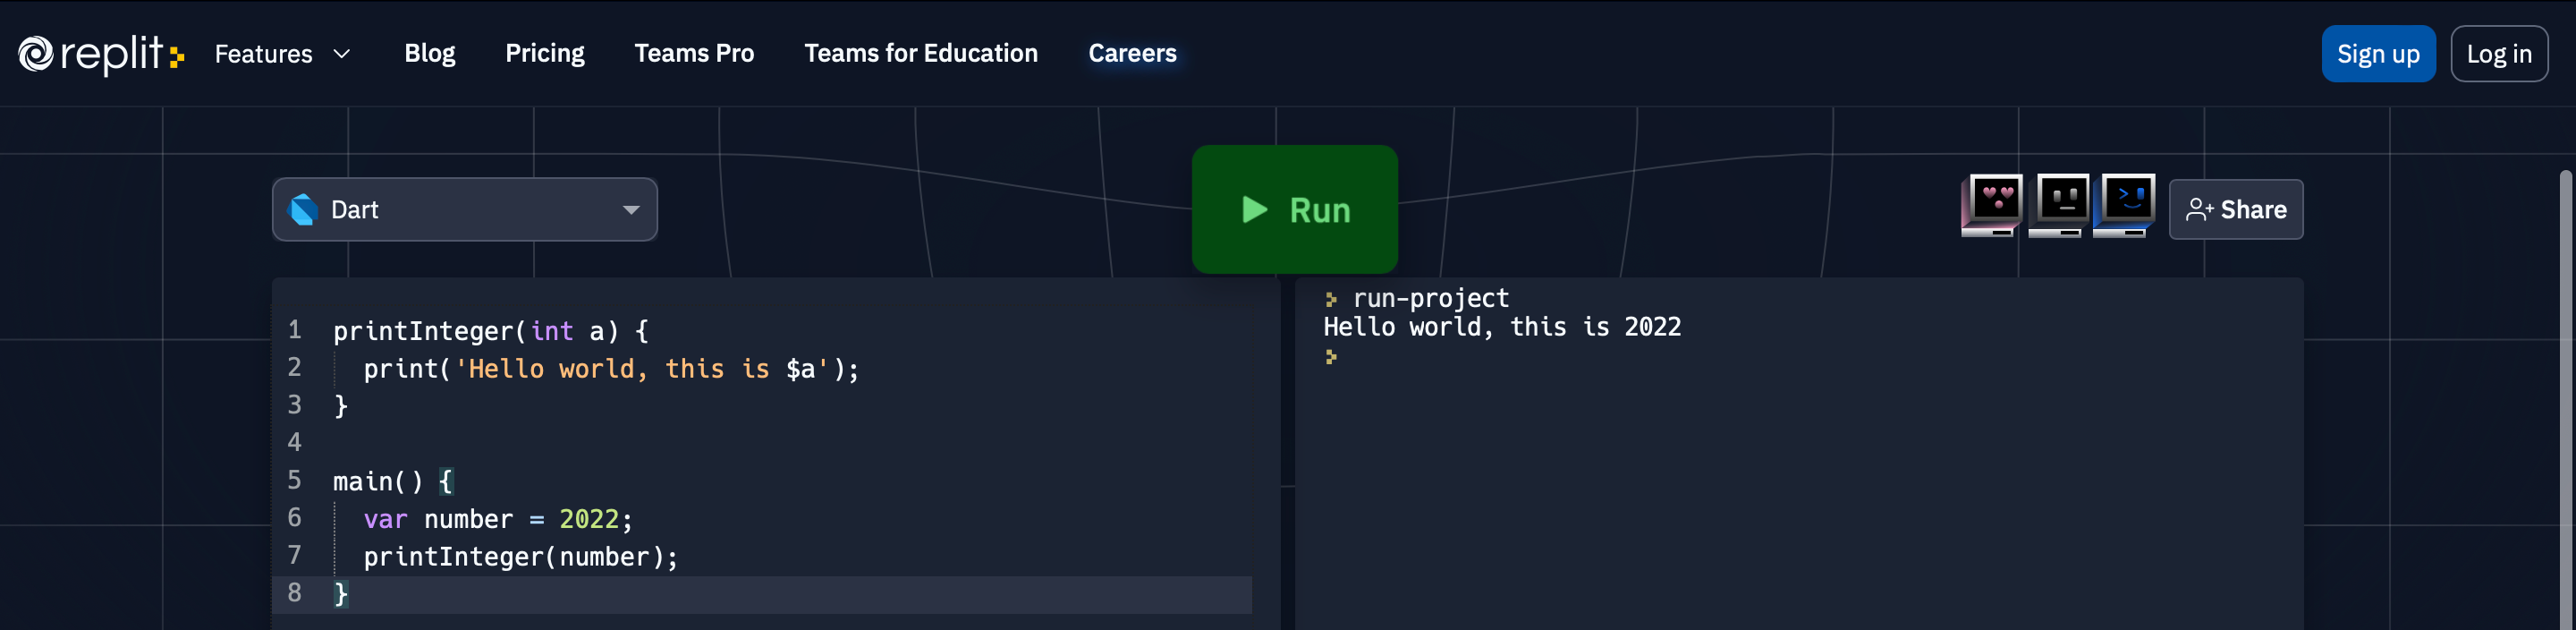 replit
Features
Blog
Pricing
Teams Pro
Teams for Education
Careers
Sign up
Log in
Dart
Run
Share
1 printInteger(int a) {
2   print('Hello world, this is $a');
3 }
4
5 main() {
6   var number = 2022;
7   printInteger(number);
8 }
run-project
Hello world, this is 2022